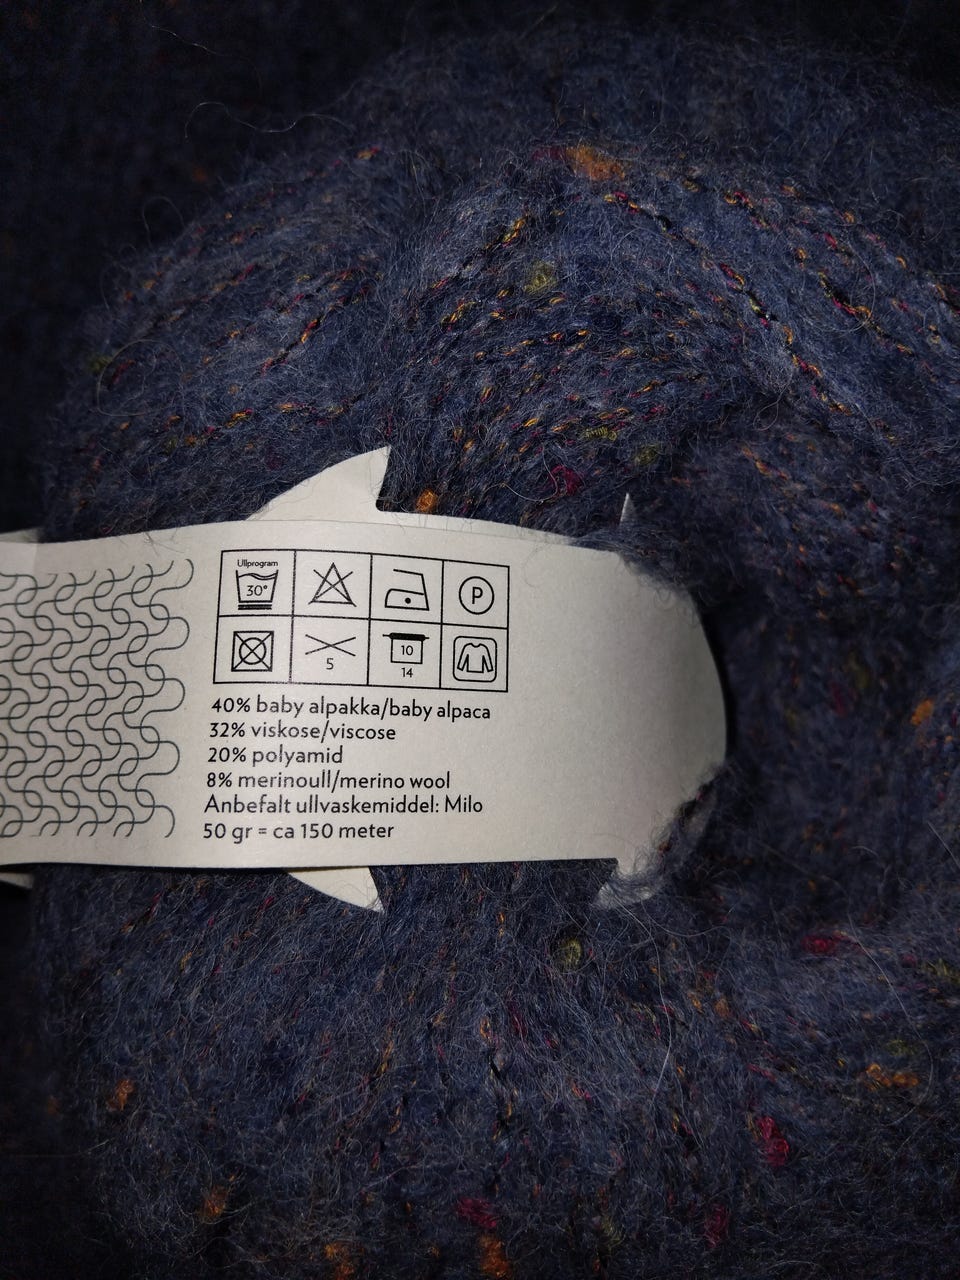 Ullprogram
30°
P
5
10
14
40% baby alpakka/baby alpaca
32% viskose/viscose
20% polyamid
8% merinoull/merino wool
Anbefalt ullvaskemiddel: Milo
50 gr = ca 150 meter